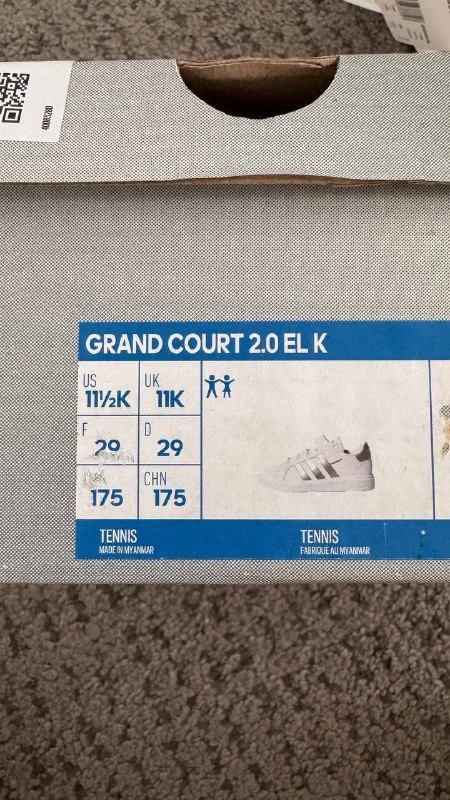 GRAND COURT 2.0 EL K
US UK
11½K 11K
F D
29 29
CHN
175 175
TENNIS TENNIS
MADE IN MYANMAR FABRIQUE AU MYANMAR